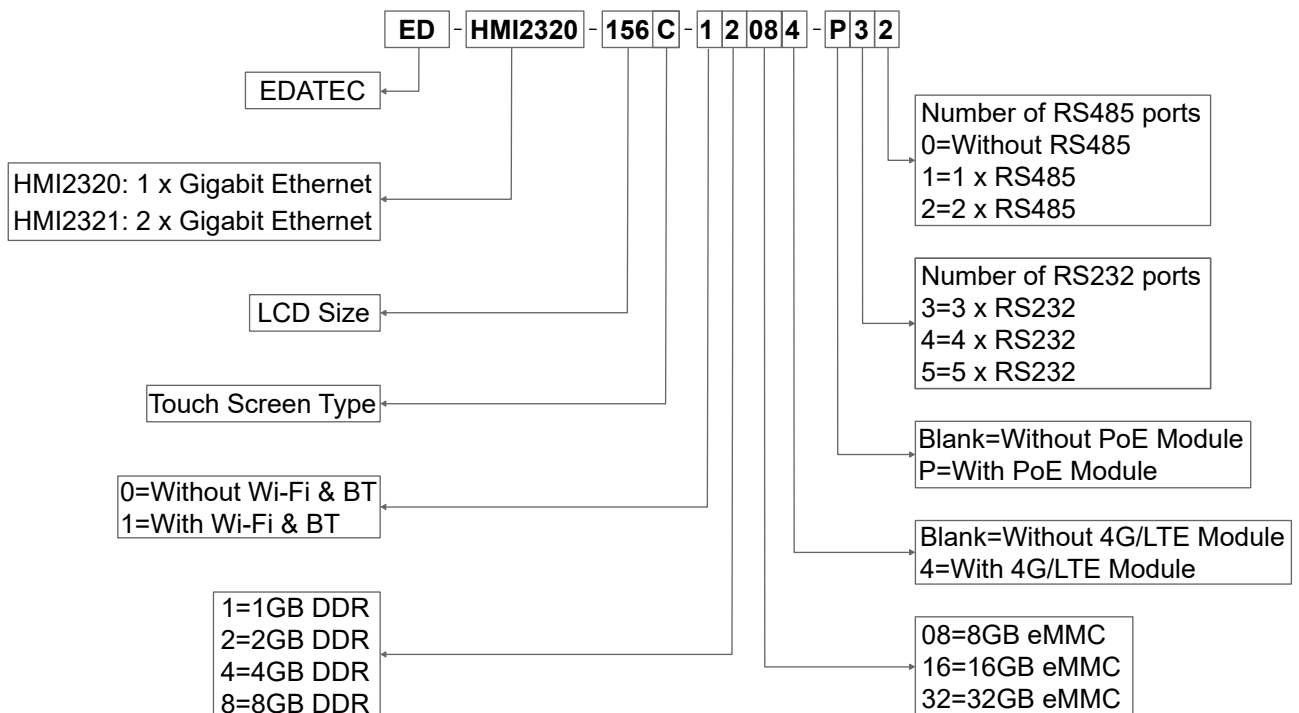 ED - HMI2320 - 156 C - 1 2 08 4 - P 3 2
EDATEC
HMI2320: 1 x Gigabit Ethernet
HMI2321: 2 x Gigabit Ethernet
LCD Size
Touch Screen Type
0=Without Wi-Fi & BT
1=With Wi-Fi & BT
1=1GB DDR
2=2GB DDR
4=4GB DDR
8=8GB DDR
Number of RS485 ports
0=Without RS485
1=1 x RS485
2=2 x RS485
Number of RS232 ports
3=3 x RS232
4=4 x RS232
5=5 x RS232
Blank=Without PoE Module
P=With PoE Module
Blank=Without 4G/LTE Module
4=With 4G/LTE Module
08=8GB eMMC
16=16GB eMMC
32=32GB eMMC